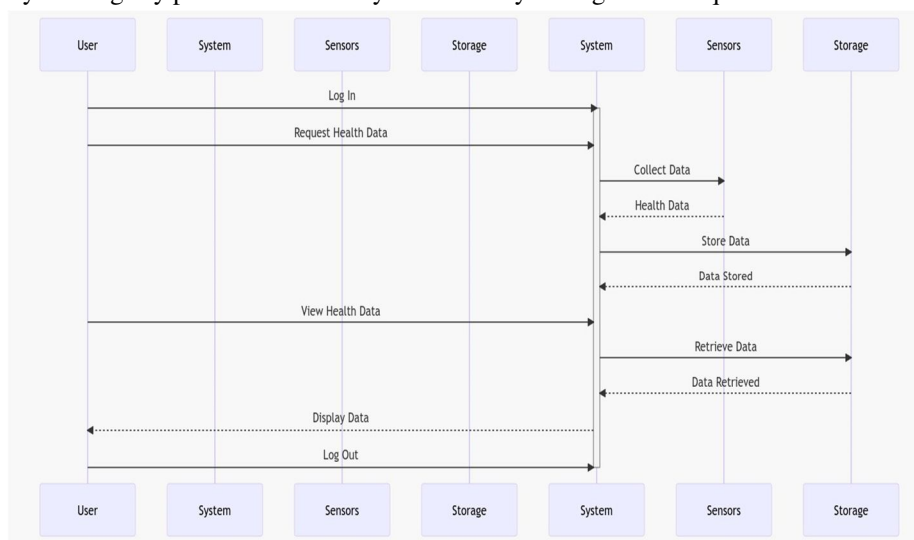 User System Sensors Storage System Sensors Storage
Log In
Request Health Data
Collect Data
Health Data
Store Data
Data Stored
View Health Data
Retrieve Data
Data Retrieved
Display Data
Log Out
User System Sensors Storage System Sensors Storage